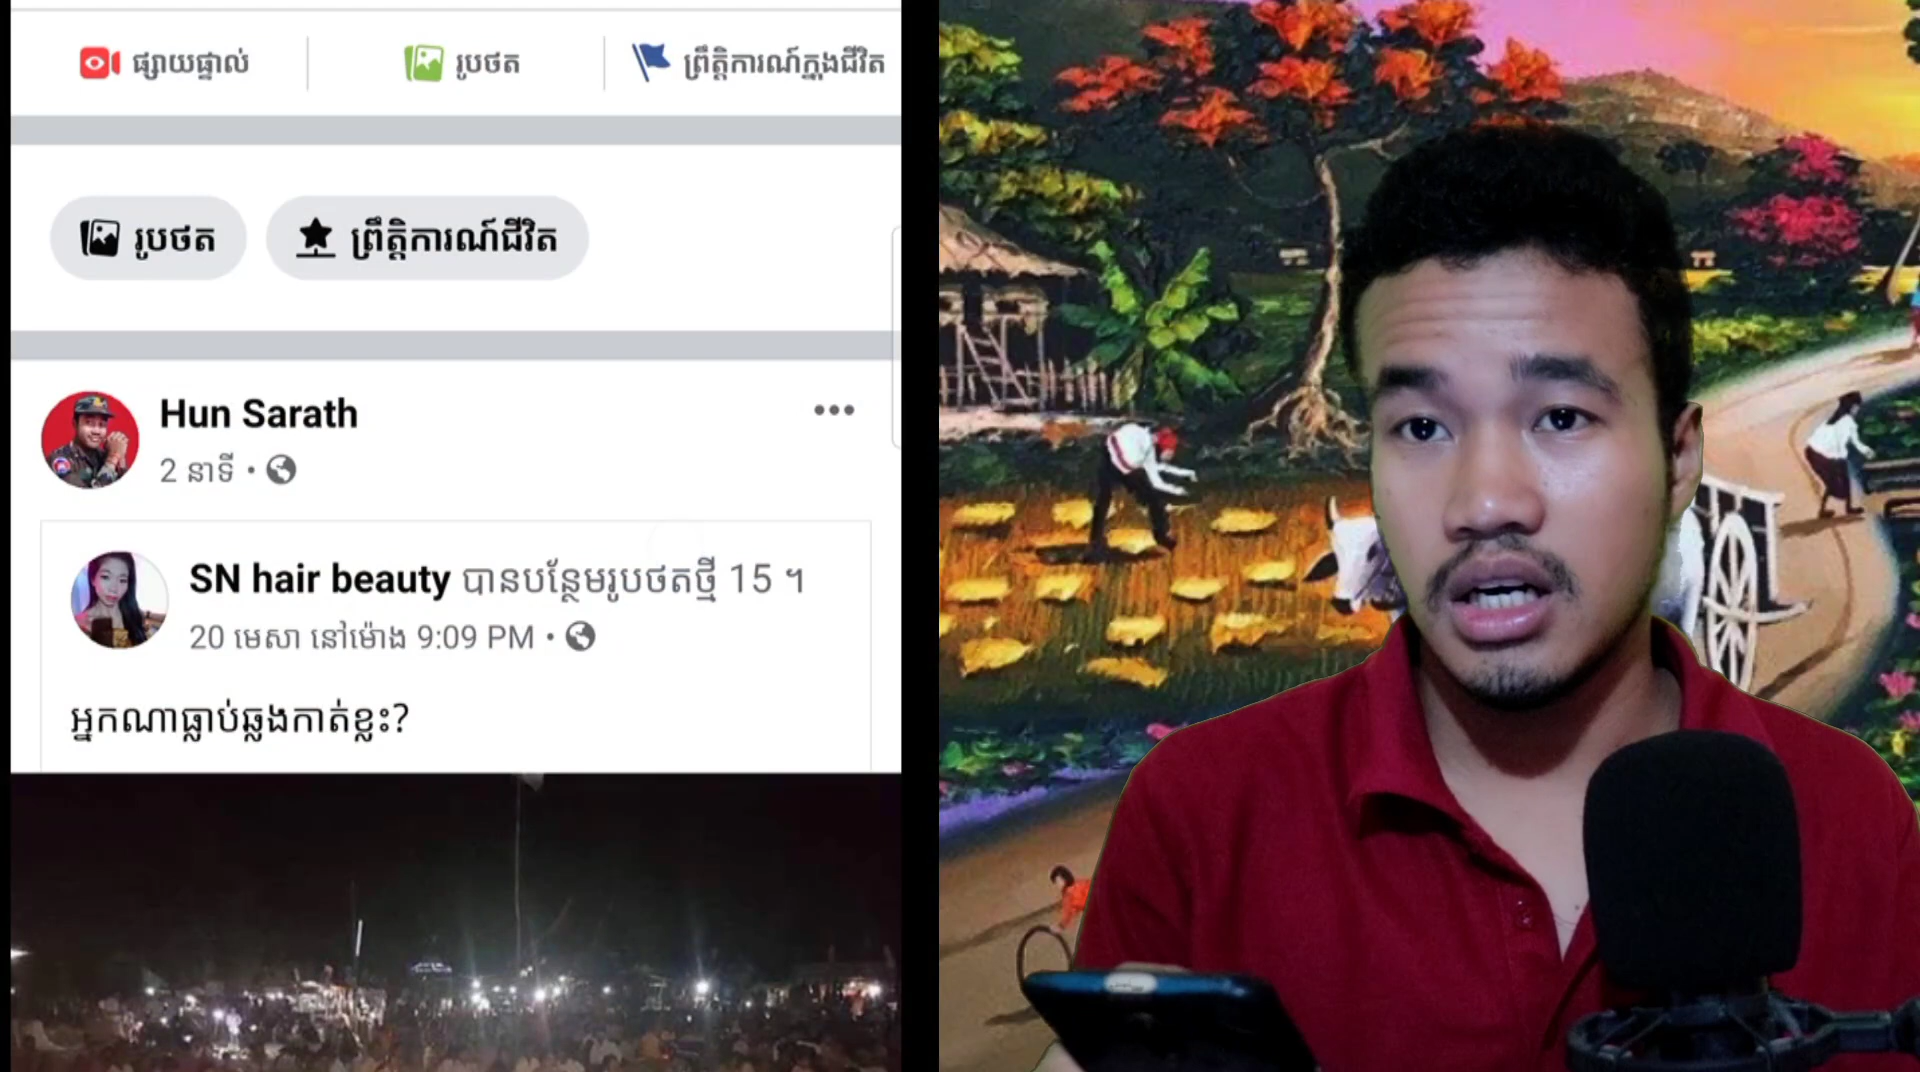 ផ្សាយផ្ទាល់
រូបថត
ព្រឹត្តិការណ៍ក្នុងជីវិត
រូបថត
ព្រឹត្តិការណ៍ជីវិត
Hun Sarath
2 នាទី
SN hair beauty បានបន្ថែមរូបថតថ្មី 15 ។
20 មេសា នៅម៉ោង 9:09 PM
អ្នកណាធ្លាប់ឆ្លងកាត់ខ្លះ?